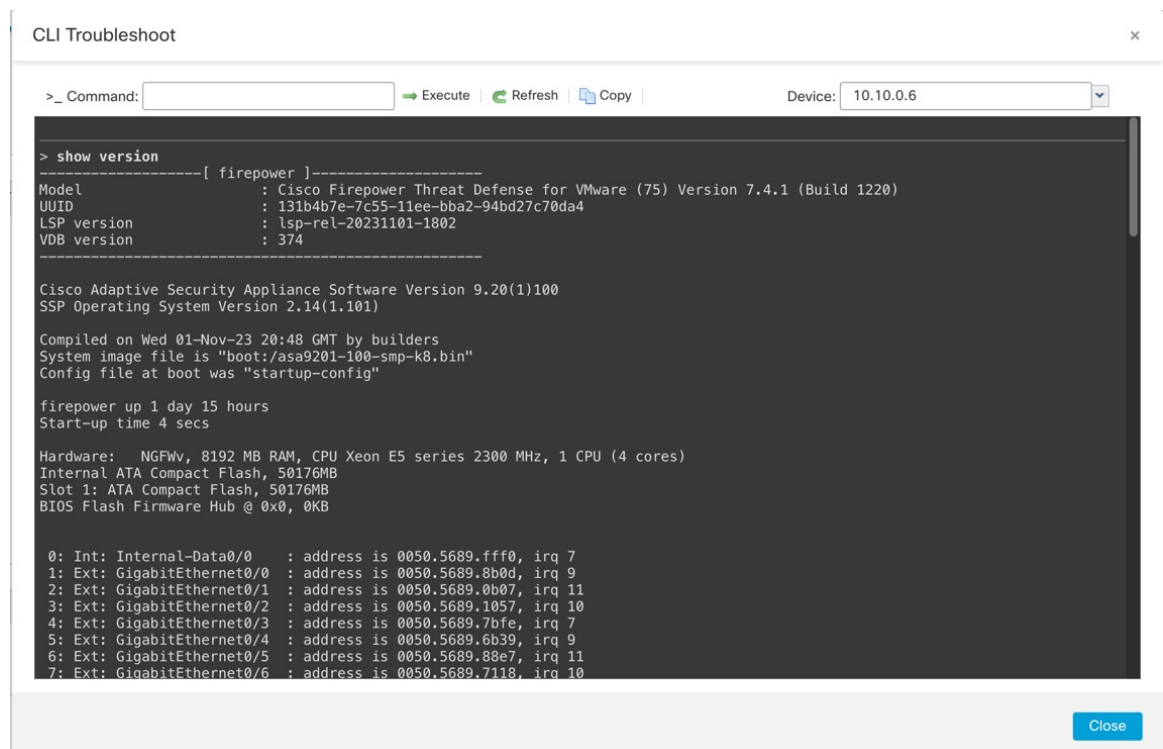 CLI Troubleshoot ×
>_ Command: Execute Refresh Copy Device: 10.10.0.6
> show version
-------------------[ firepower ]--------------------
Model                     : Cisco Firepower Threat Defense for VMware (75) Version 7.4.1 (Build 1220)
UUID                      : 131b4b7e-7c55-11ee-bba2-94bd27c70da4
LSP version               : lsp-rel-20231101-1802
VDB version               : 374
----------------------------------------------------
Cisco Adaptive Security Appliance Software Version 9.20(1)100
SSP Operating System Version 2.14(1.101)
Compiled on Wed 01-Nov-23 20:48 GMT by builders
System image file is "boot:/asa9201-100-smp-k8.bin"
Config file at boot was "startup-config"
firepower up 1 day 15 hours
Start-up time 4 secs
Hardware:   NGFWv, 8192 MB RAM, CPU Xeon E5 series 2300 MHz, 1 CPU (4 cores)
Internal ATA Compact Flash, 50176MB
Slot 1: ATA Compact Flash, 50176MB
BIOS Flash Firmware Hub @ 0x0, 0KB
0: Int: Internal-Data0/0    : address is 0050.5689.fff0, irq 7
1: Ext: GigabitEthernet0/0  : address is 0050.5689.8b0d, irq 9
2: Ext: GigabitEthernet0/1  : address is 0050.5689.0b07, irq 11
3: Ext: GigabitEthernet0/2  : address is 0050.5689.1057, irq 10
4: Ext: GigabitEthernet0/3  : address is 0050.5689.7bfe, irq 7
5: Ext: GigabitEthernet0/4  : address is 0050.5689.6b39, irq 9
6: Ext: GigabitEthernet0/5  : address is 0050.5689.88e7, irq 11
7: Ext: GigabitEthernet0/6  : address is 0050.5689.7118, irq 10
Close